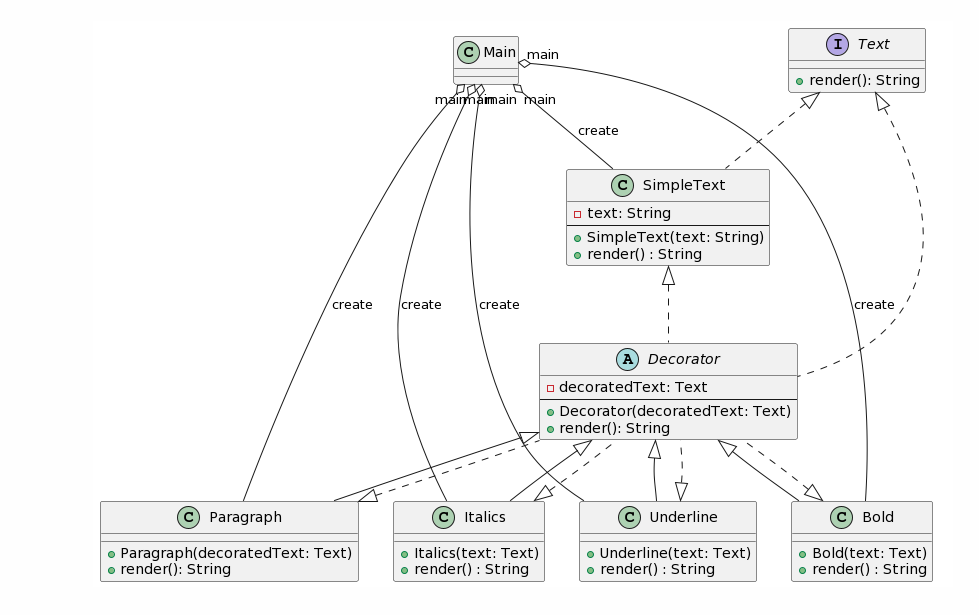 C Main
main
I Text
render(): String
main main main main
create
C SimpleText
text: String
SimpleText(text: String)
render() : String
create create create create
A Decorator
decoratedText: Text
Decorator(decoratedText: Text)
render(): String
C Paragraph
Paragraph(decoratedText: Text)
render(): String
C Italics
Italics(text: Text)
render() : String
C Underline
Underline(text: Text)
render() : String
C Bold
Bold(text: Text)
render() : String